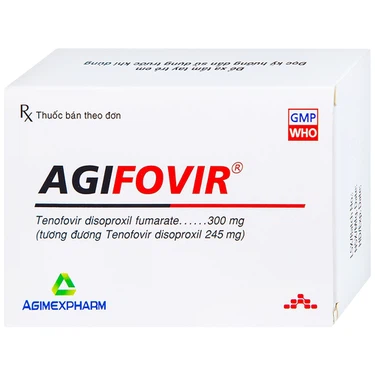 Để xa tầm tay trẻ em
Đọc kỹ hướng dẫn sử dụng trước khi dùng
Rx Thuốc bán theo đơn
GMP
WHO
AGIFOVIR®
Tenofovir disoproxil fumarate......300 mg
(tương đương Tenofovir disoproxil 245 mg)
AGIMEXPHARM